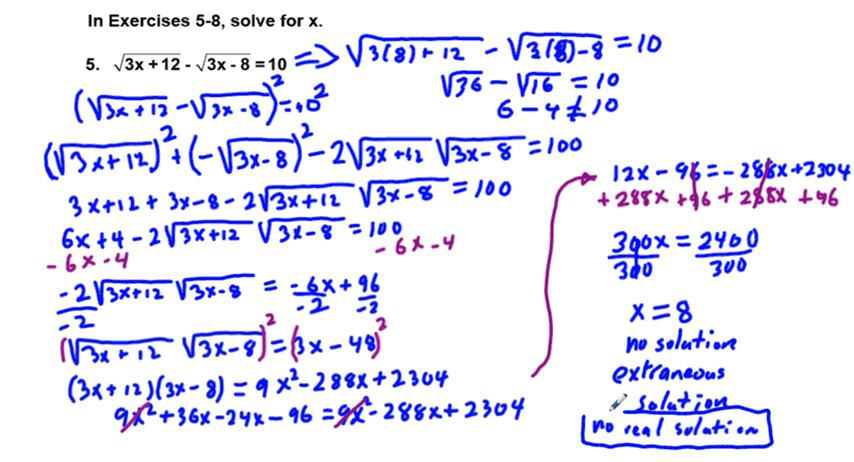 In Exercises 5-8, solve for x.
5. √(3x + 12) - √(3x - 8) = 10 => √(3(8) + 12) - √(3(8) - 8) = 10
√36 - √16 = 10
6 - 4 ≠ 10
(√(3x + 12) - √(3x - 8))² = 10²
(√(3x + 12))² + (-√(3x - 8))² - 2√(3x + 12) √(3x - 8) = 100
3x + 12 + 3x - 8 - 2√(3x + 12) √(3x - 8) = 100
6x + 4 - 2√(3x + 12) √(3x - 8) = 100
- 6x - 4 - 6x - 4
-2√(3x + 12) √(3x - 8) = -6x + 96
-2 -2 -2
(√(3x + 12) √(3x - 8))² = (3x - 48)²
(3x + 12)(3x - 8) = 9x² - 288x + 2304
9x² + 36x - 24x - 96 = 9x² - 288x + 2304
12x - 96 = - 288x + 2304
+ 288x + 96 + 288x + 96
300x = 2400
300 300
x = 8
no solution
extraneous
solution
no real solution